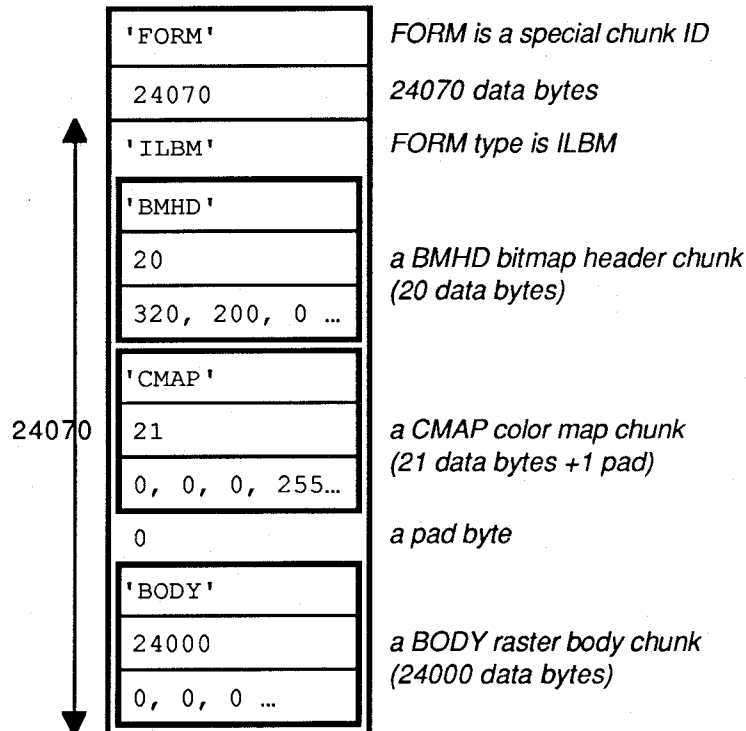 'FORM' FORM is a special chunk ID
24070 24070 data bytes
'ILBM' FORM type is ILBM
'BMHD'
20 a BMHD bitmap header chunk
(20 data bytes)
320, 200, 0 …
'CMAP'
24070 21 a CMAP color map chunk
(21 data bytes +1 pad)
0, 0, 0, 255…
0 a pad byte
'BODY'
24000 a BODY raster body chunk
(24000 data bytes)
0, 0, 0 …